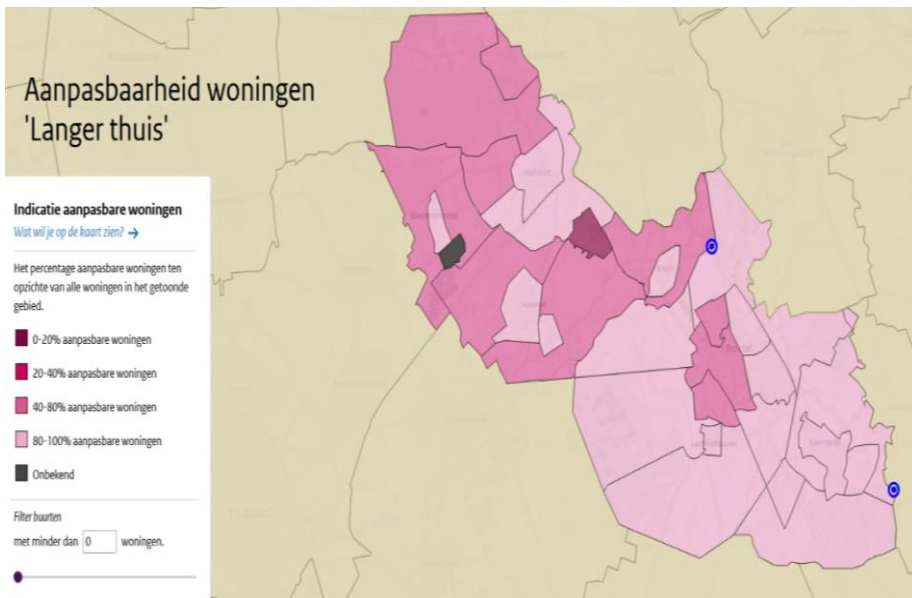 Aanpasbaarheid woningen
'Langer thuis'
Indicatie aanpasbare woningen
Wat wil je op de kaart zien? →
Het percentage aanpasbare woningen ten
opzichte van alle woningen in het getoonde
gebied.
0-20% aanpasbare woningen
20-40% aanpasbare woningen
40-80% aanpasbare woningen
80-100% aanpasbare woningen
Onbekend
Filter buurten
met minder dan 0 woningen.
Boxtel